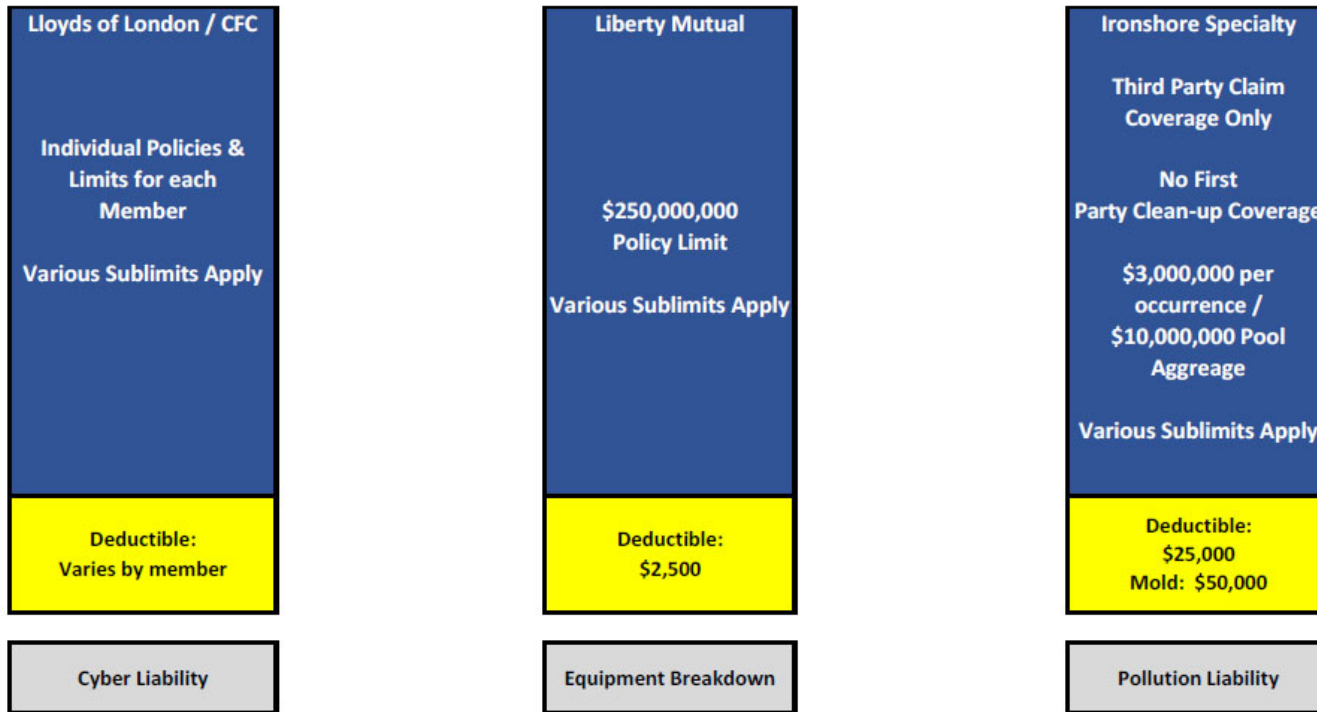 Lloyds of London / CFC
Individual Policies &
Limits for each
Member
Various Sublimits Apply
Deductible:
Varies by member
Cyber Liability
Liberty Mutual
$250,000,000
Policy Limit
Various Sublimits Apply
Deductible:
$2,500
Equipment Breakdown
Ironshore Specialty
Third Party Claim
Coverage Only
No First
Party Clean-up Coverage
$3,000,000 per
occurrence /
$10,000,000 Pool
Aggreage
Various Sublimits Apply
Deductible:
$25,000
Mold: $50,000
Pollution Liability